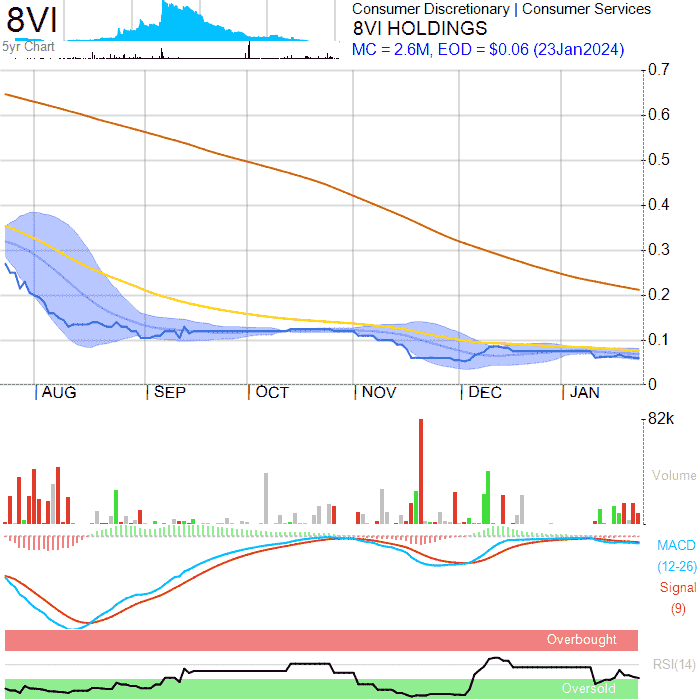 8VI
5yr Chart
Consumer Discretionary | Consumer Services
8VI HOLDINGS
MC = 2.6M, EOD = $0.06 (23Jan2024)
0.7
0.6
0.5
0.4
0.3
0.2
0.1
0
AUG SEP OCT NOV DEC JAN
82k
Volume
MACD
(12-26)
Signal
(9)
Overbought
RSI(14)
Oversold